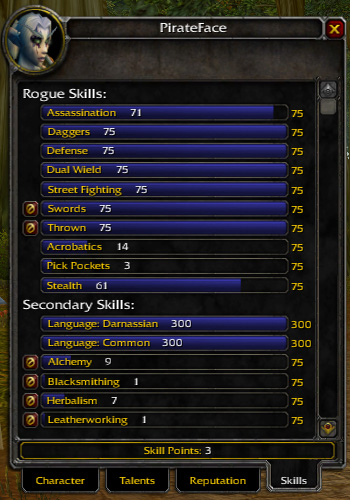 PirateFace
Rogue Skills:
Assassination 71 75
Daggers 75 75
Defense 75 75
Dual Wield 75 75
Street Fighting 75 75
Swords 75 75
Thrown 75 75
Acrobatics 14 75
Pick Pockets 3 75
Stealth 61 75
Secondary Skills:
Language: Darnassian 300 300
Language: Common 300 300
Alchemy 9 75
Blacksmithing 1 75
Herbalism 7 75
Leatherworking 1 75
Skill Points: 3
Character Talents Reputation Skills